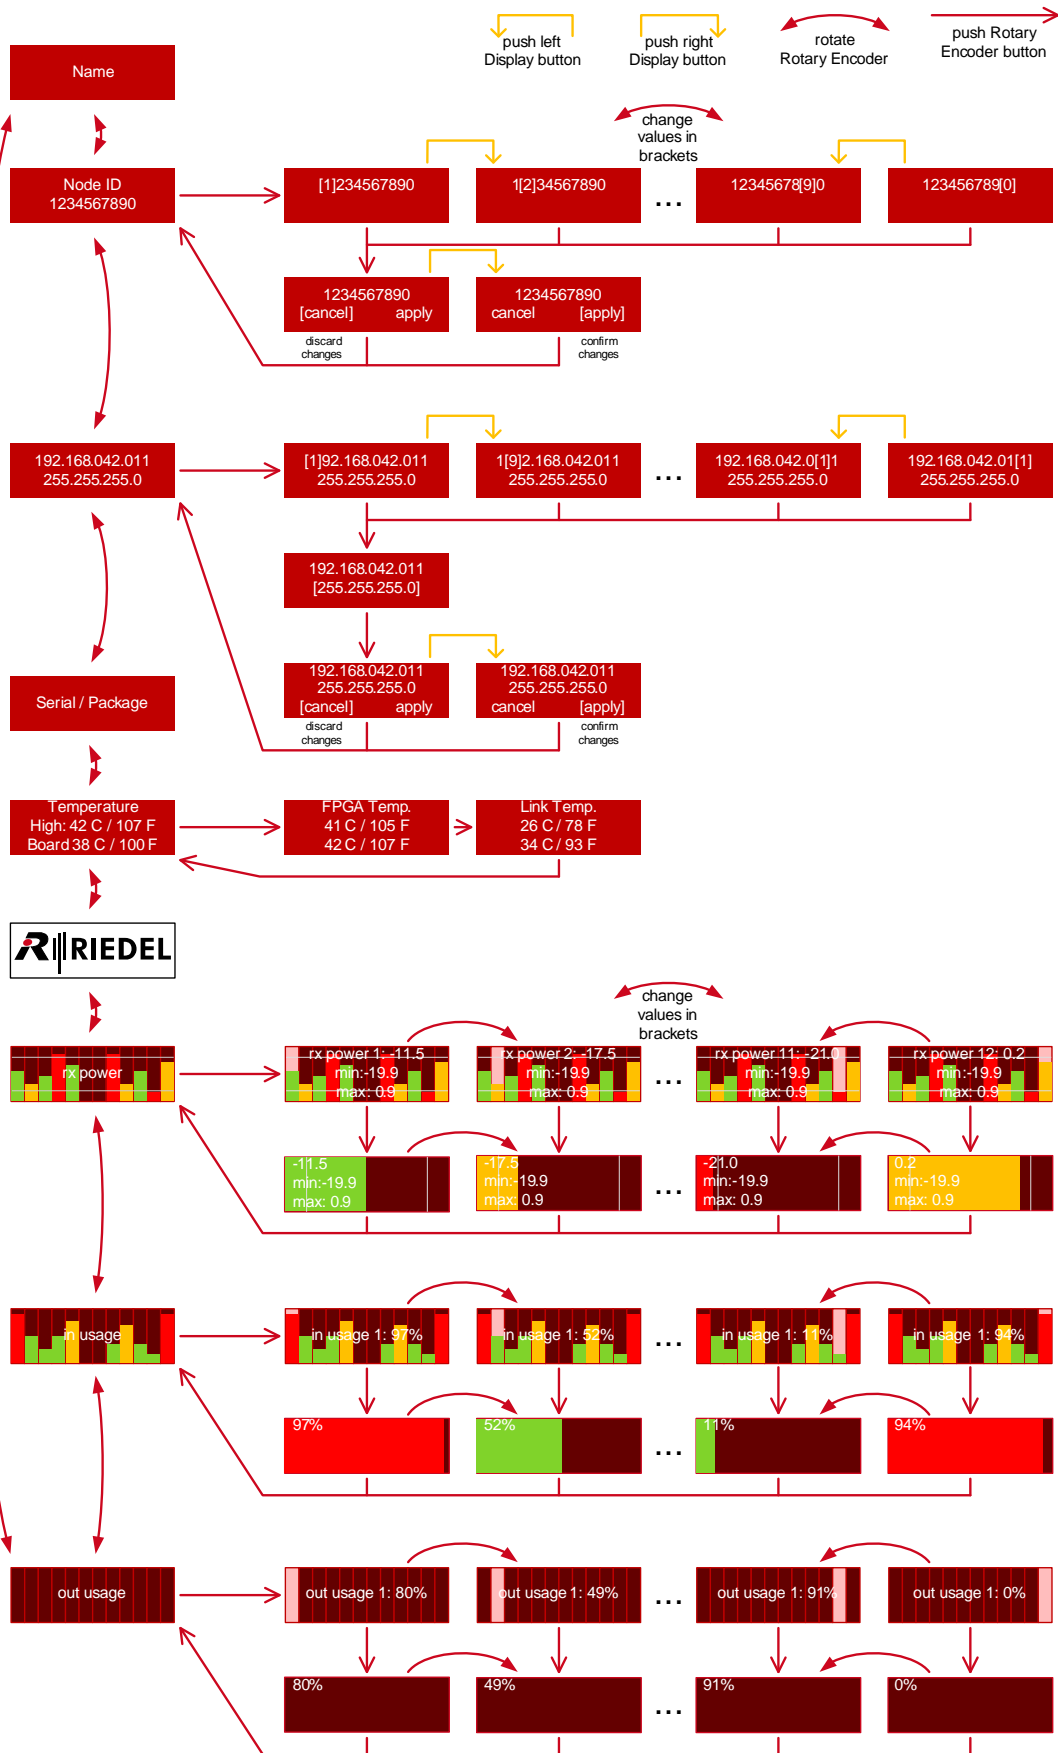 push left
Display button
push right
Display button
rotate
Rotary Encoder
push Rotary
Encoder button
Name
change
values in
brackets
Node ID
1234567890
[1]234567890
1[2]34567890
...
12345678[9]0
123456789[0]
1234567890
[cancel] apply
1234567890
cancel [apply]
discard
changes
confirm
changes
192.168.042.011
255.255.255.0
[1]92.168.042.011
255.255.255.0
1[9]2.168.042.011
255.255.255.0
...
192.168.042.0[1]1
255.255.255.0
192.168.042.01[1]
255.255.255.0
192.168.042.011
[255.255.255.0]
192.168.042.011
255.255.255.0
[cancel] apply
192.168.042.011
255.255.255.0
cancel [apply]
discard
changes
confirm
changes
Serial / Package
Temperature
High: 42 C / 107 F
Board 38 C / 100 F
FPGA Temp.
41 C / 105 F
42 C / 107 F
Link Temp.
26 C / 78 F
34 C / 93 F
RIEDEL
change
values in
brackets
rx power
rx power 1: -11.5
min:-19.9
max: 0.9
rx power 2: -17.5
min:-19.9
max: 0.9
...
rx power 11: -21.0
min:-19.9
max: 0.9
rx power 12: 0.2
min:-19.9
max: 0.9
-11.5
min:-19.9
max: 0.9
-17.5
min:-19.9
max: 0.9
...
-21.0
min:-19.9
max: 0.9
0.2
min:-19.9
max: 0.9
in usage
in usage 1: 97%
in usage 1: 52%
...
in usage 1: 11%
in usage 1: 94%
97%
52%
...
11%
94%
out usage
out usage 1: 80%
out usage 1: 49%
...
out usage 1: 91%
out usage 1: 0%
80%
49%
...
91%
0%